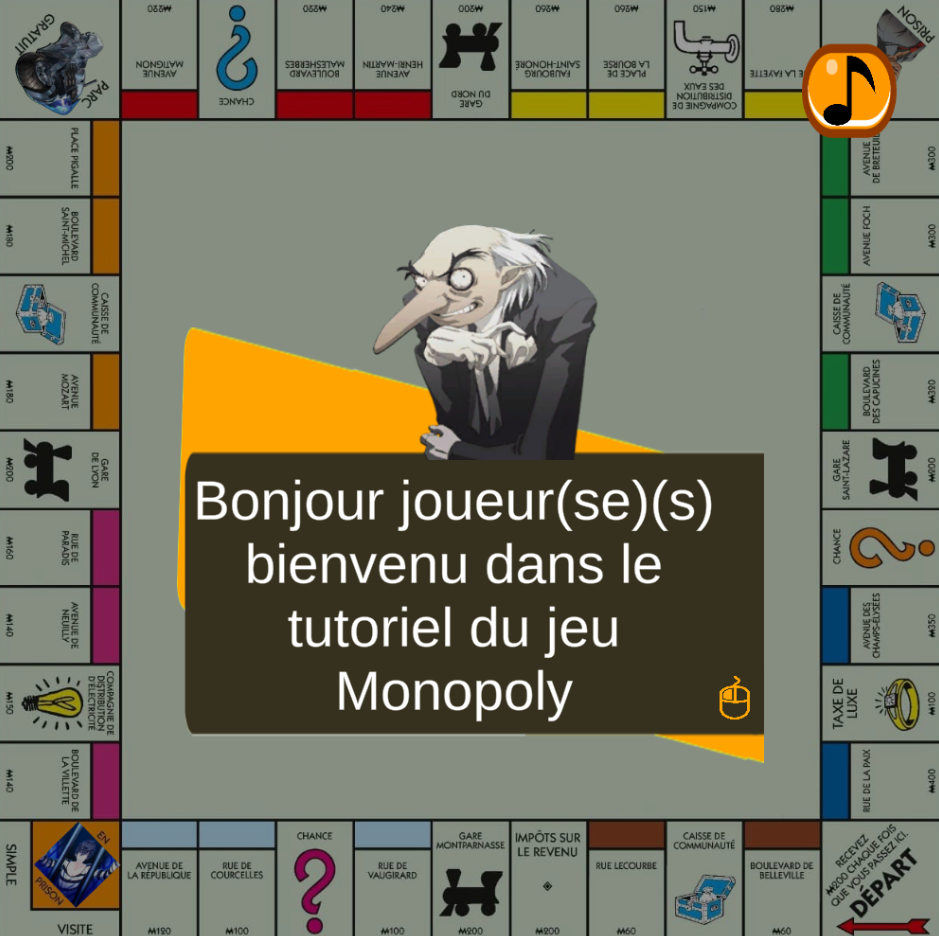 GRATUIT
PARC
₩220
AVENUE
MATIGNON
CHANCE
₩220
BOULEVARD
MALESHERBES
₩240
AVENUE
HENRI-MARTIN
₩200
GARE
DU NORD
₩260
FAUBOURG
SAINT-HONORÉ
₩260
PLACE DE
LA BOURSE
₩150
COMPAGNIE DE
DISTRIBUTION
DES EAUX
₩280
LA FAYETTE
PRISON
PLACE PIGALLE
₩200
BOULEVARD
SAINT-MICHEL
₩180
CAISSE DE
COMMUNAUTÉ
AVENUE
MOZART
₩180
GARE
DE LYON
₩200
RUE DE
PARADIS
₩160
AVENUE DE
NEUILLY
₩140
COMPAGNIE DE
DISTRIBUTION
D'ÉLECTRICITÉ
₩150
BOULEVARD DE
LA VILLETTE
₩140
AVENUE
DE BRETEUIL
₩300
AVENUE FOCH
₩300
CAISSE DE
COMMUNAUTÉ
BOULEVARD
DES CAPUCINES
₩320
GARE
SAINT-LAZARE
₩200
CHANCE
AVENUE DES
CHAMPS-ÉLYSÉES
₩350
TAXE DE
LUXE
₩100
RUE DE LA PAIX
₩400
Bonjour joueur(se)(s)
bienvenu dans le
tutoriel du jeu
Monopoly
SIMPLE
VISITE
EN
PRISON
AVENUE DE
LA RÉPUBLIQUE
₩120
RUE DE
COURCELLES
₩100
CHANCE
RUE DE
VAUGIRARD
₩100
GARE
MONTPARNASSE
₩200
IMPÔTS SUR
LE REVENU
₩200
RUE LECOURBE
₩60
CAISSE DE
COMMUNAUTÉ
BOULEVARD DE
BELLEVILLE
₩60
RECEVEZ
₩200 CHAQUE FOIS
QUE VOUS PASSEZ ICI.
DÉPART